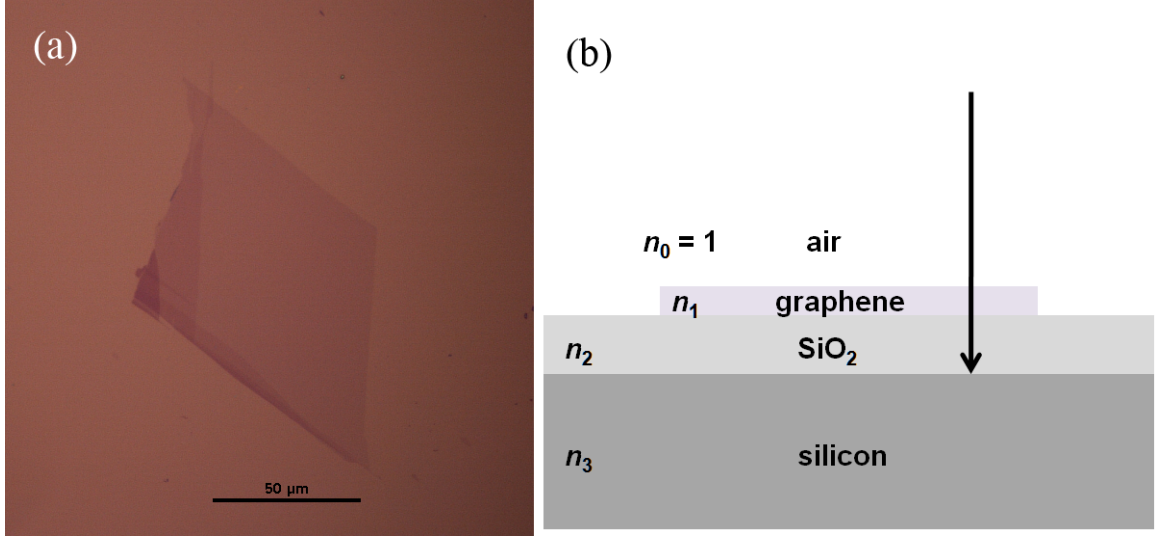 (a)
50 µm
(b)
n₀ = 1 air
n₁ graphene
n₂ SiO₂
n₃ silicon